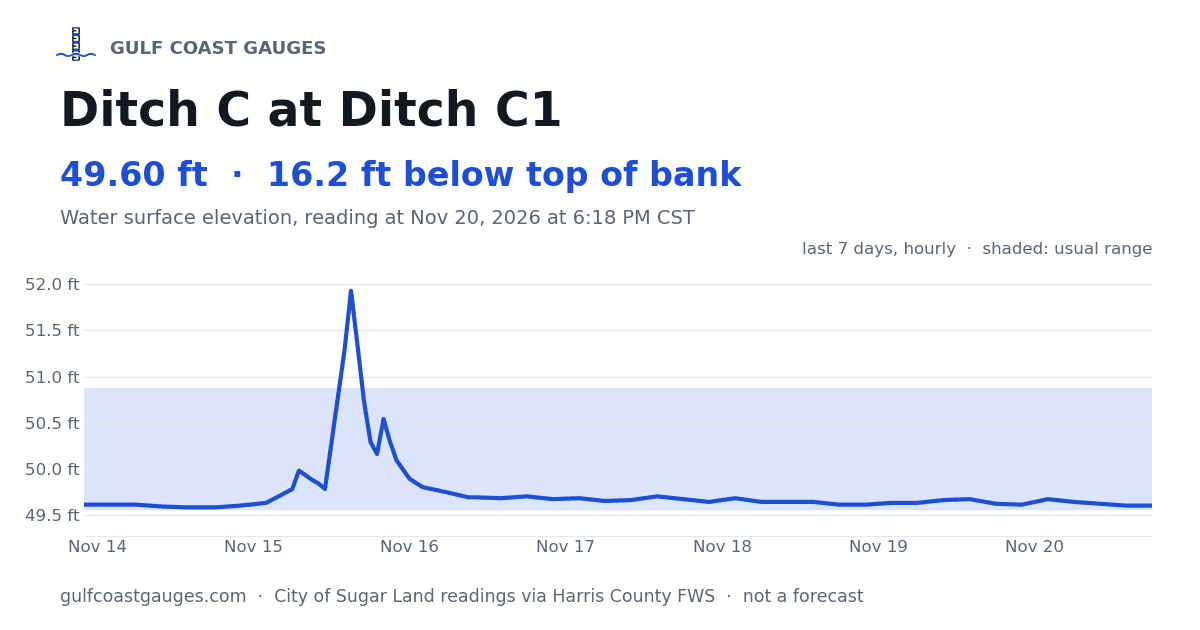 GULF COAST GAUGES
Ditch C at Ditch C1
49.60 ft · 16.2 ft below top of bank
Water surface elevation, reading at Nov 20, 2026 at 6:18 PM CST
last 7 days, hourly · shaded: usual range
52.0 ft
51.5 ft
51.0 ft
50.5 ft
50.0 ft
49.5 ft
Nov 14 Nov 15 Nov 16 Nov 17 Nov 18 Nov 19 Nov 20
gulfcoastgauges.com · City of Sugar Land readings via Harris County FWS · not a forecast